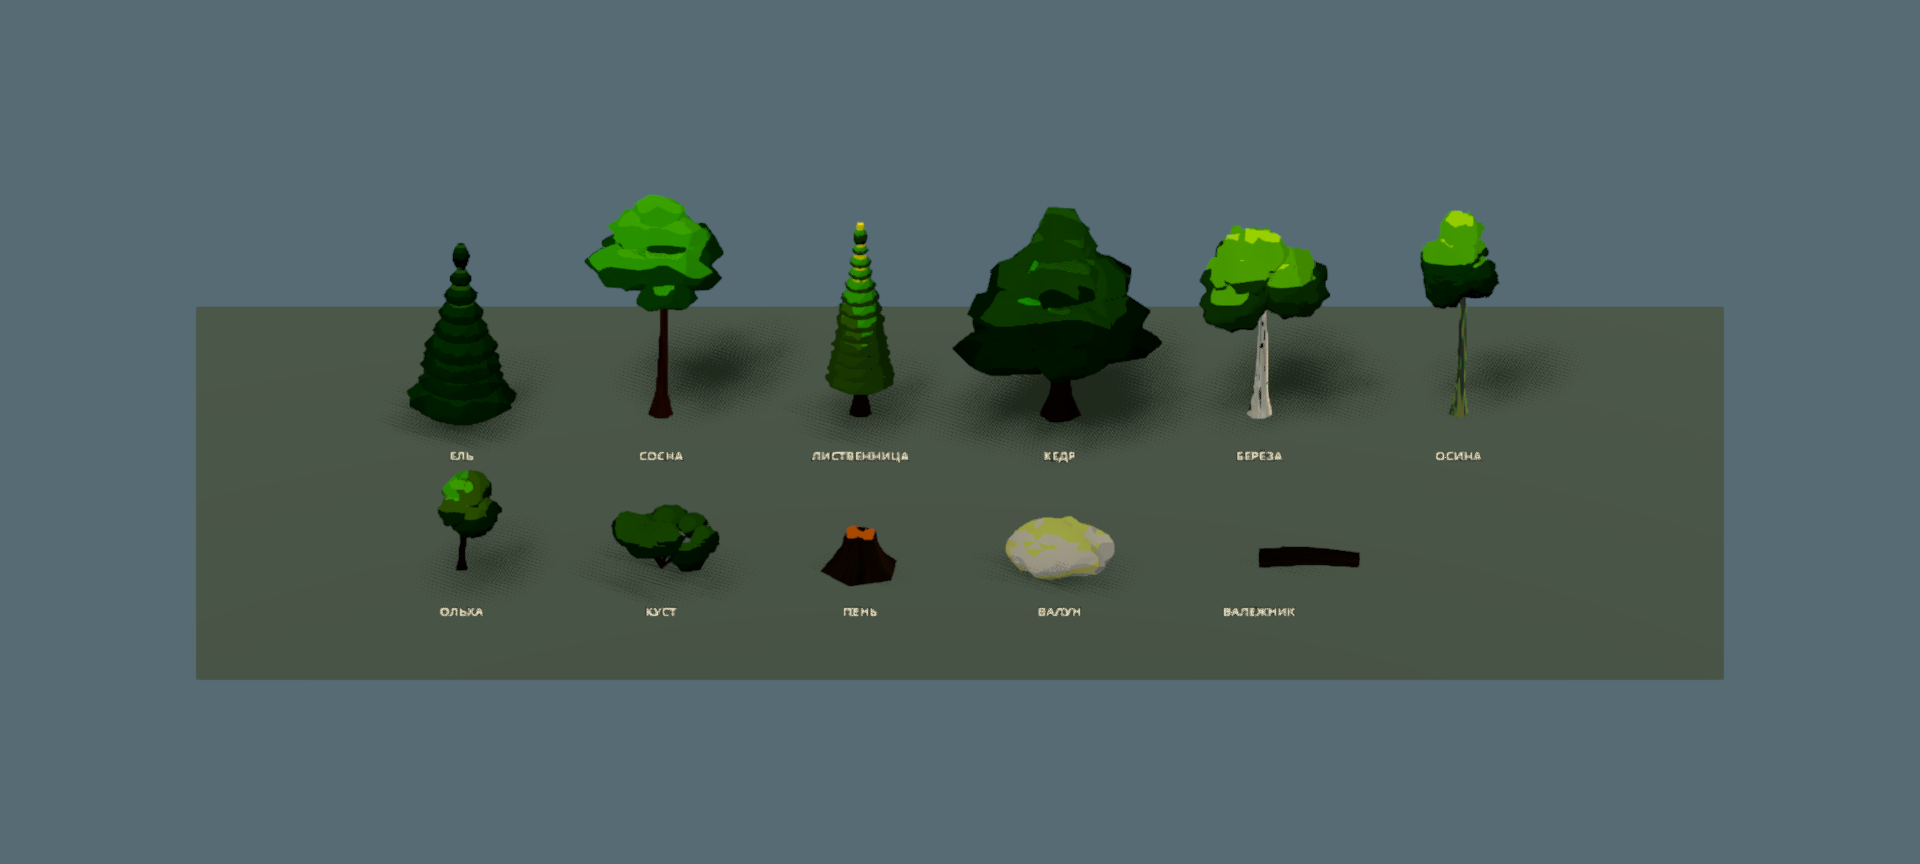 ЕЛЬ
СОСНА
ЛИСТВЕННИЦА
КЕДР
БЕРЕЗА
ОСИНА
ОЛЬХА
КУСТ
ПЕНЬ
ВАЛУН
ВАЛЕЖНИК